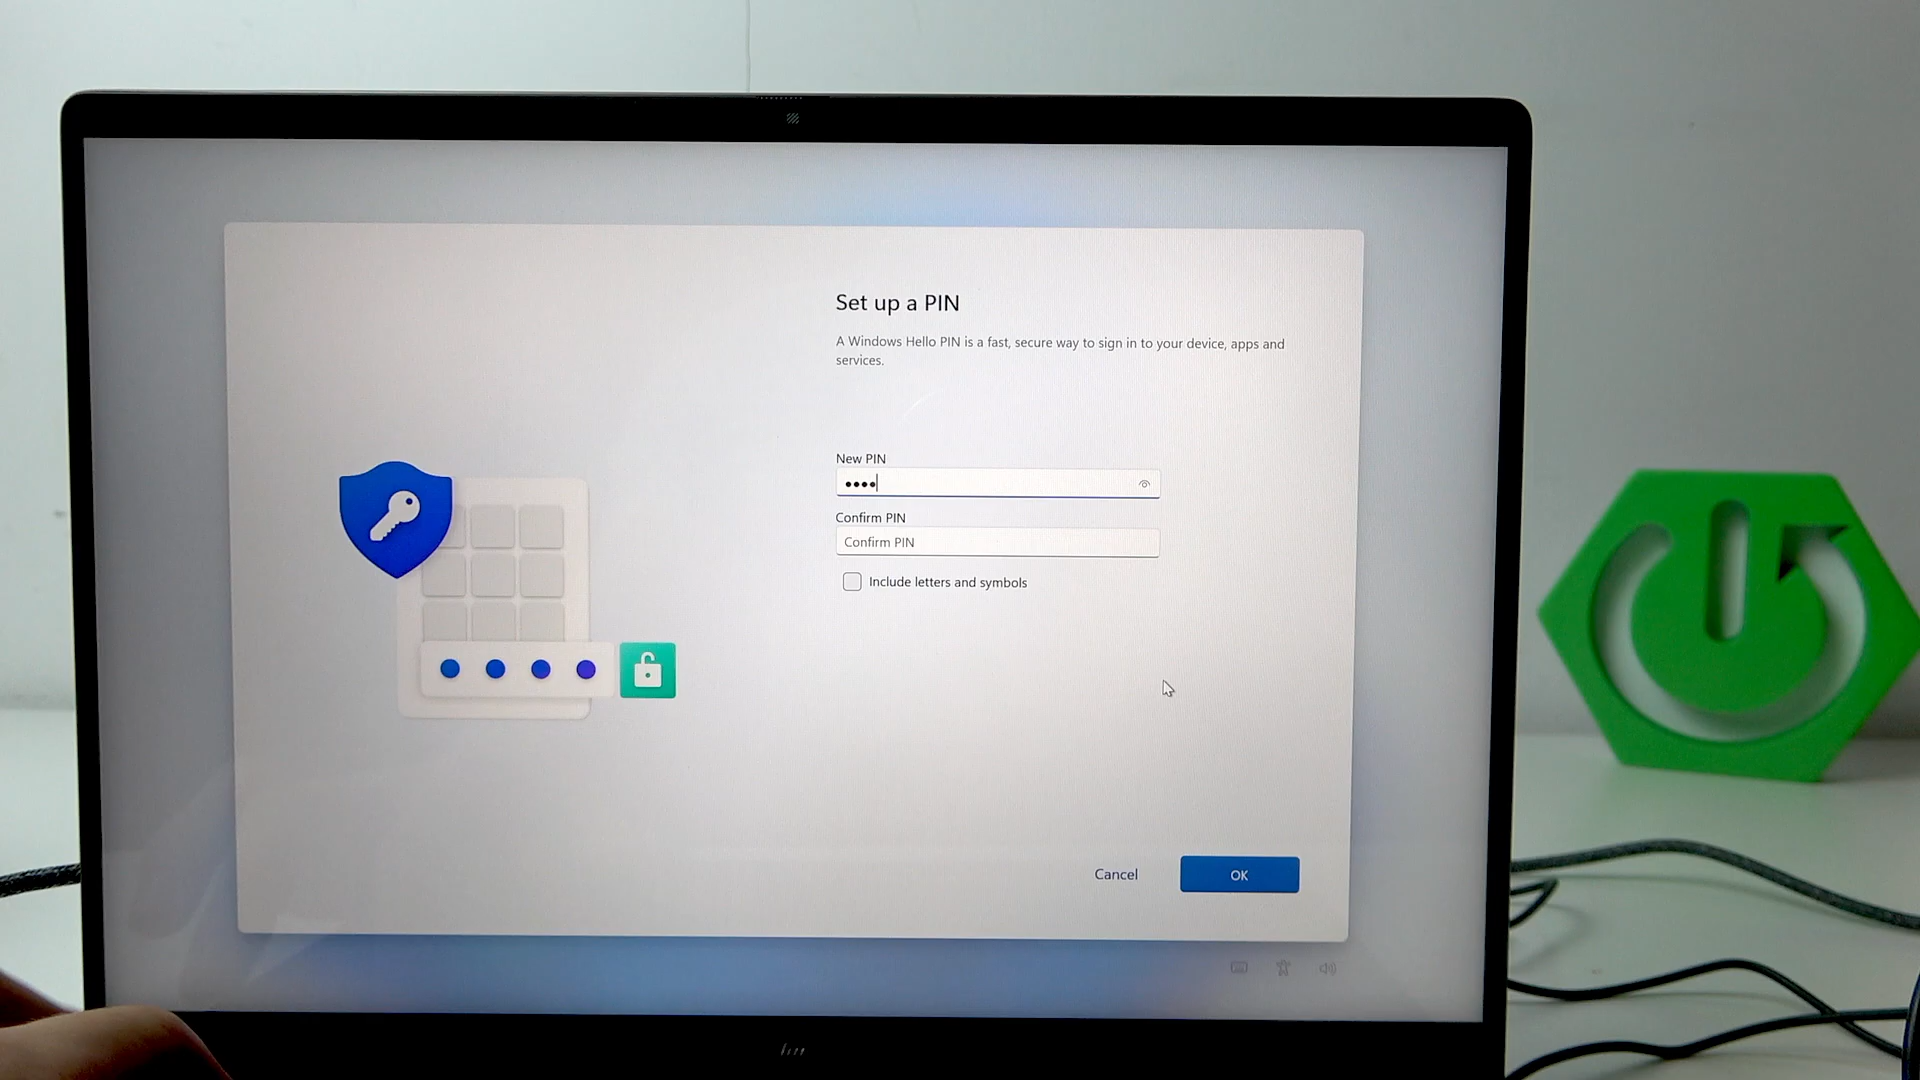 Set up a PIN
A Windows Hello PIN is a fast, secure way to sign in to your device, apps and
services.
New PIN
••••
Confirm PIN
Confirm PIN
Include letters and symbols
Cancel
OK
hp